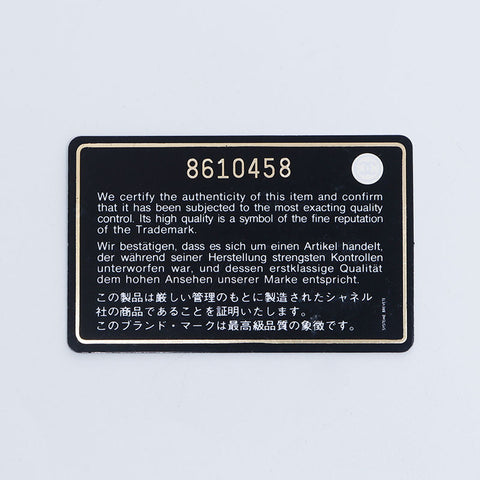 8610458
We certify the authenticity of this item and confirm
that it has been subjected to the most exacting quality
control. Its high quality is a symbol of the fine reputation
of the Trademark.
Wir bestätigen, dass es sich um einen Artikel handelt,
der während seiner Herstellung strengsten Kontrollen
unterworfen war, und dessen erstklassige Qualität
dem hohen Ansehen unserer Marke entspricht.
この製品は厳しい管理のもとに製造されたシャネル
社の商品であることを証明いたします。
このブランド・マークは最高級品質の象徴です。